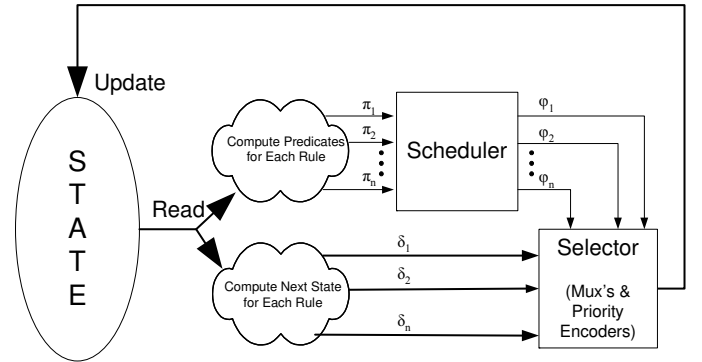 Update
S
T
A
T
E
Read
Compute Predicates
for Each Rule
π1
π2
πn
Scheduler
φ1
φ2
φn
Compute Next State
for Each Rule
δ1
δ2
δn
Selector
(Mux's &
Priority
Encoders)